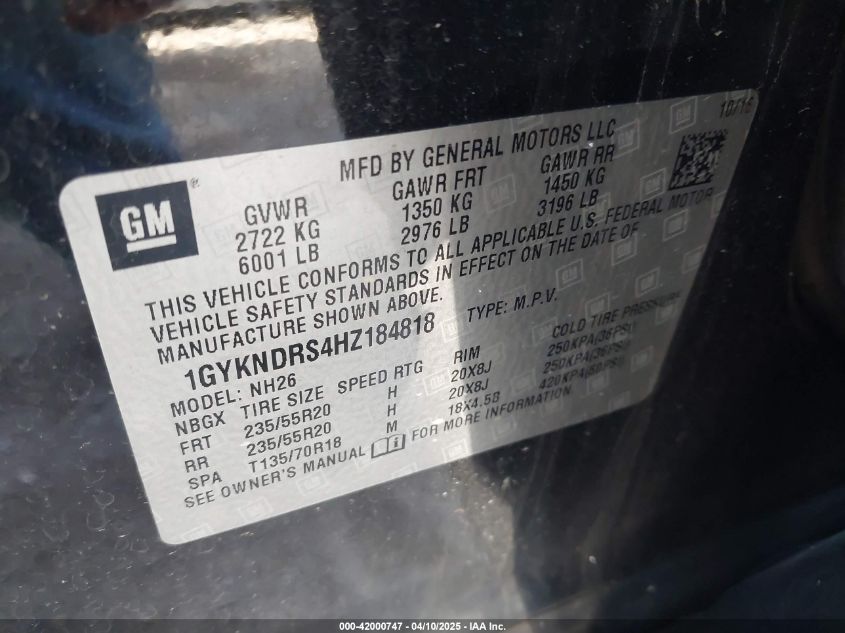 10/16
MFD BY GENERAL MOTORS LLC
GM®
GVWR GAWR FRT GAWR RR
2722 KG 1350 KG 1450 KG
6001 LB 2976 LB 3196 LB
THIS VEHICLE CONFORMS TO ALL APPLICABLE U.S. FEDERAL MOTOR
VEHICLE SAFETY STANDARDS IN EFFECT ON THE DATE OF
MANUFACTURE SHOWN ABOVE.
1GYKNDRS4HZ184818 TYPE: M.P.V.
MODEL: NH26
NBGX TIRE SIZE SPEED RTG RIM COLD TIRE PRESSURE
FRT 235/55R20 H 20X8J 250KPA(36PSI)
RR 235/55R20 H 20X8J 250KPA(36PSI)
SPA T135/70R18 M 18X4.5B 420KPA(60PSI)
SEE OWNER'S MANUAL FOR MORE INFORMATION
000-42000747 - 04/10/2025 - IAA Inc.